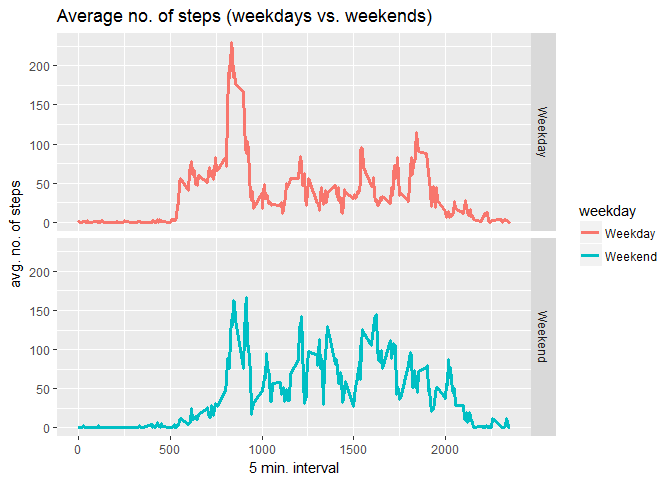 Average no. of steps (weekdays vs. weekends)
200
150
100
50
0
Weekday
200
150
100
50
0
Weekend
avg. no. of steps
0 500 1000 1500 2000
5 min. interval
weekday
Weekday
Weekend